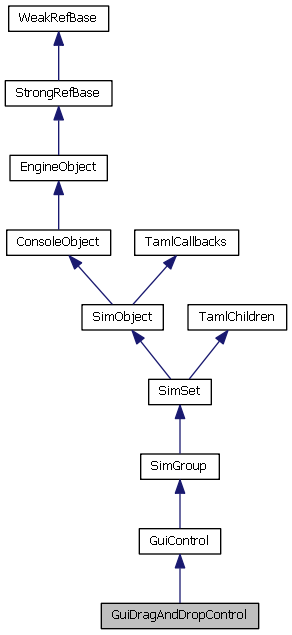 WeakRefBase
StrongRefBase
EngineObject
ConsoleObject
TamlCallbacks
SimObject
TamlChildren
SimSet
SimGroup
GuiControl
GuiDragAndDropControl